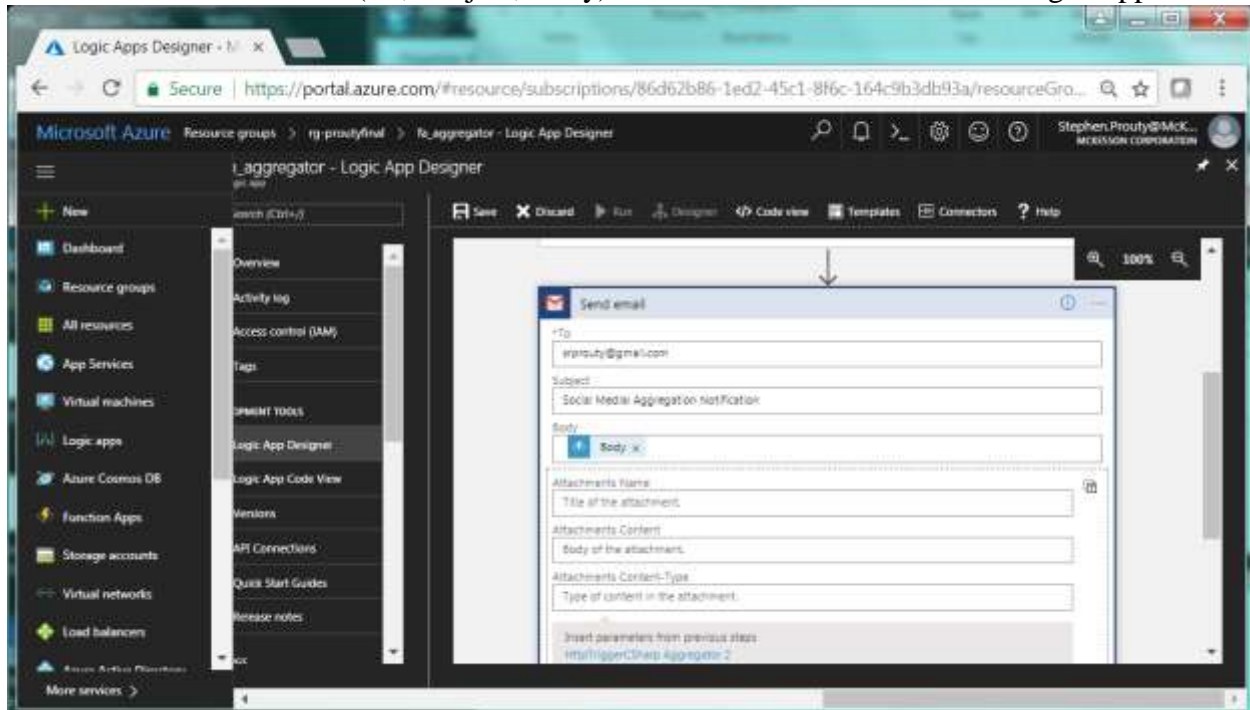 Logic Apps Designer - M
Secure | https://portal.azure.com/#resource/subscriptions/86d62b86-1ed2-45c1-8f6c-164c9b3db93a/resourceGro...
Microsoft Azure Resource groups > rg-proutyfinal > fa_aggregator - Logic App Designer
Stephen.Prouty@McK...
MCKESSON CORPORATION
_aggregator - Logic App Designer
New
Dashboard
Resource groups
All resources
App Services
Virtual machines
Logic apps
Azure Cosmos DB
Function Apps
Storage accounts
Virtual networks
Load balancers
Azure Active Directory
More services >
Search (Ctrl+/)
Overview
Activity log
Access control (IAM)
Tags
OPMENT TOOLS
Logic App Designer
Logic App Code View
Versions
API Connections
Quick Start Guides
Release notes
Save Discard Run Designer </> Code view Templates Connectors ? Help
100%
Send email
*To
Subject
Social Medial Aggregation Notification
Body
Body x
Attachments Name
Title of the attachment.
Attachments Content
Body of the attachment.
Attachments Content-Type
Type of content in the attachment.
Insert parameters from previous steps
HttpTriggerCSharp Aggregator 2